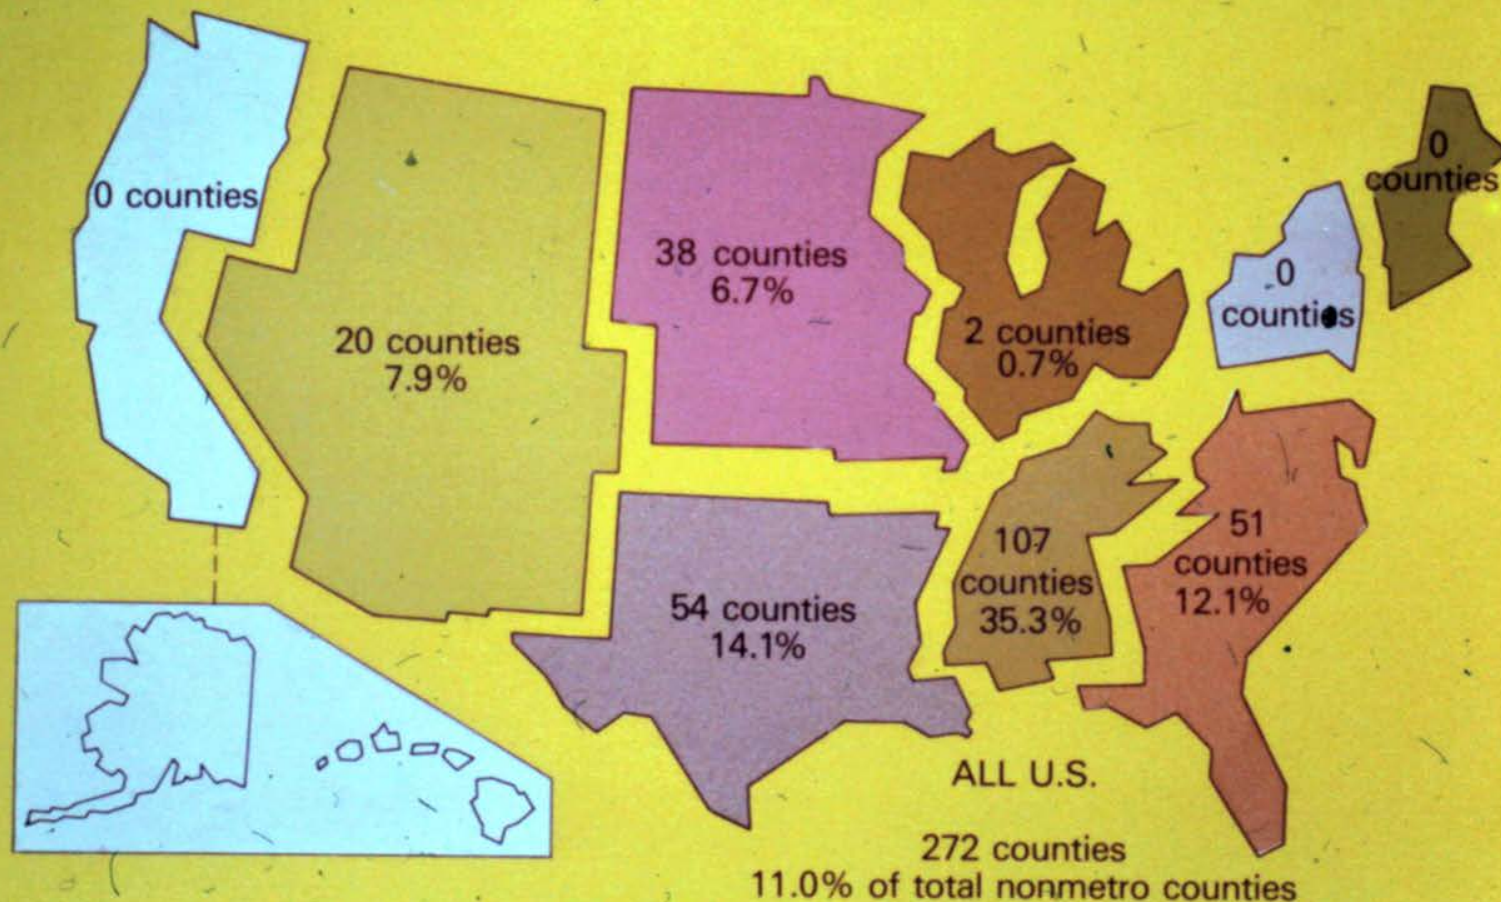 0 counties
20 counties
7.9%
38 counties
6.7%
2 counties
0.7%
0
counties
0
counties
54 counties
14.1%
107
counties
35.3%
51
counties
12.1%
ALL U.S.
272 counties
11.0% of total nonmetro counties